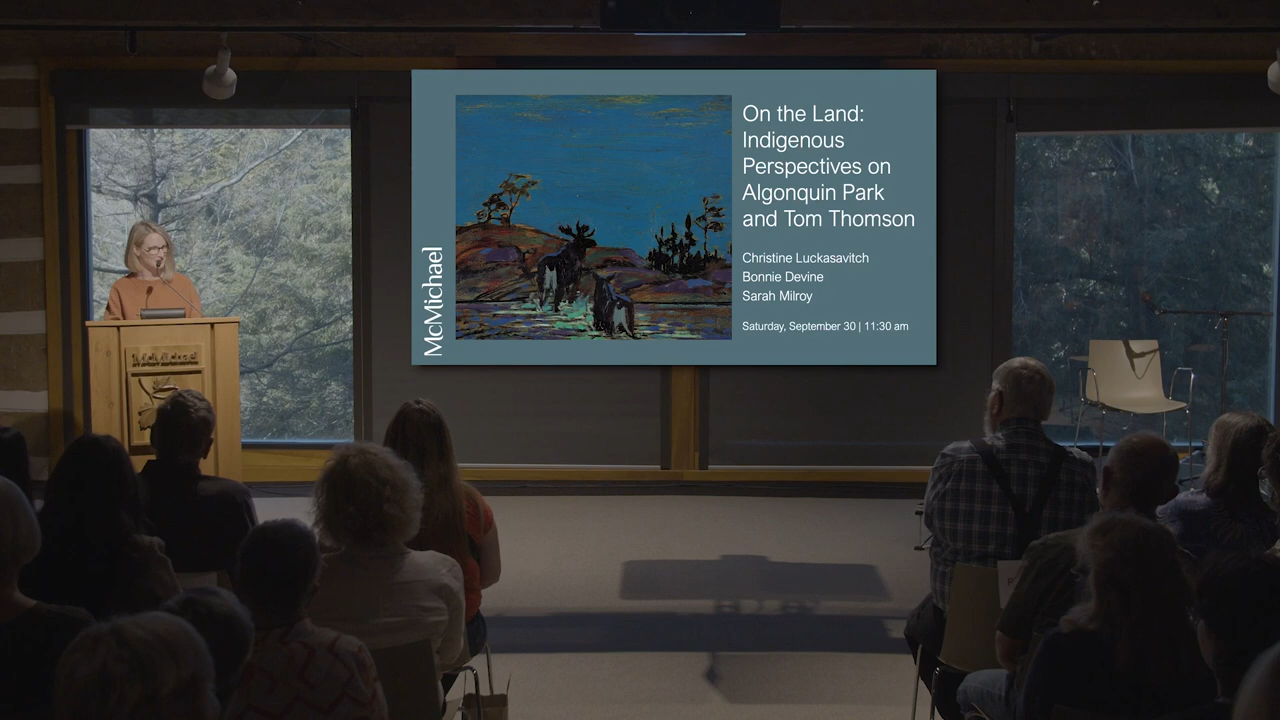 On the Land:
Indigenous
Perspectives on
Algonquin Park
and Tom Thomson
Christine Luckasavitch
Bonnie Devine
Sarah Milroy
Saturday, September 30 | 11:30 am
McMichael
McMichael